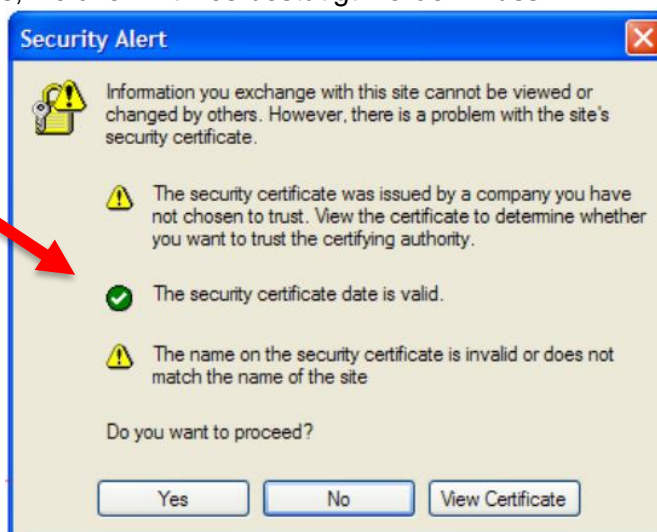 Security Alert
Information you exchange with this site cannot be viewed or
changed by others. However, there is a problem with the site's
security certificate.
The security certificate was issued by a company you have
not chosen to trust. View the certificate to determine whether
you want to trust the certifying authority.
The security certificate date is valid.
The name on the security certificate is invalid or does not
match the name of the site
Do you want to proceed?
Yes No View Certificate